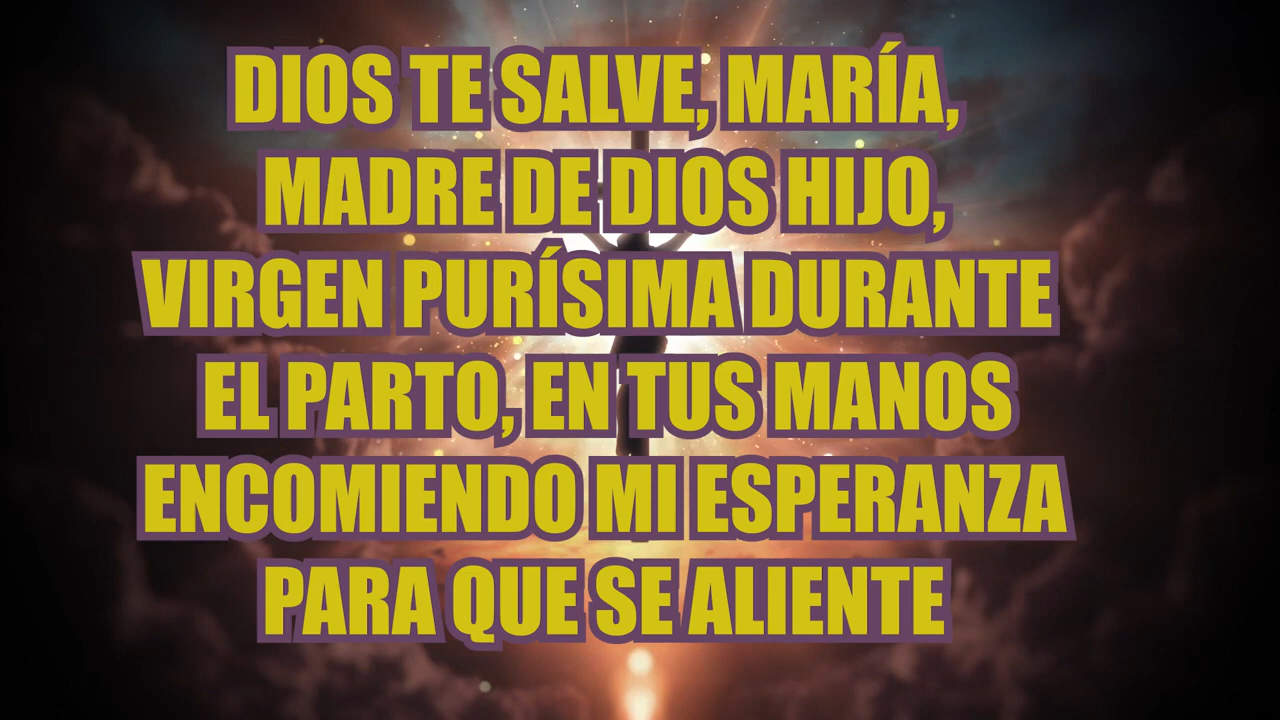 DIOS TE SALVE, MARÍA,
MADRE DE DIOS HIJO,
VIRGEN PURÍSIMA DURANTE
EL PARTO, EN TUS MANOS
ENCOMIENDO MI ESPERANZA
PARA QUE SE ALIENTE